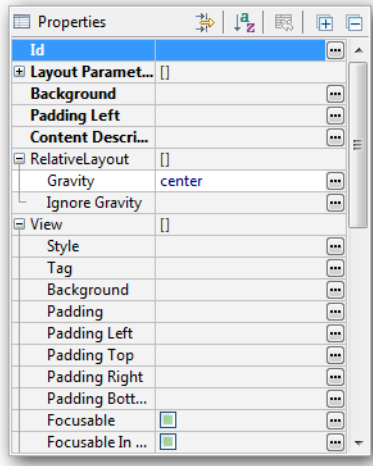 Properties
Id
Layout Paramet... []
Background
Padding Left
Content Descri...
RelativeLayout []
Gravity center
Ignore Gravity
View []
Style
Tag
Background
Padding
Padding Left
Padding Top
Padding Right
Padding Bott...
Focusable
Focusable In ...